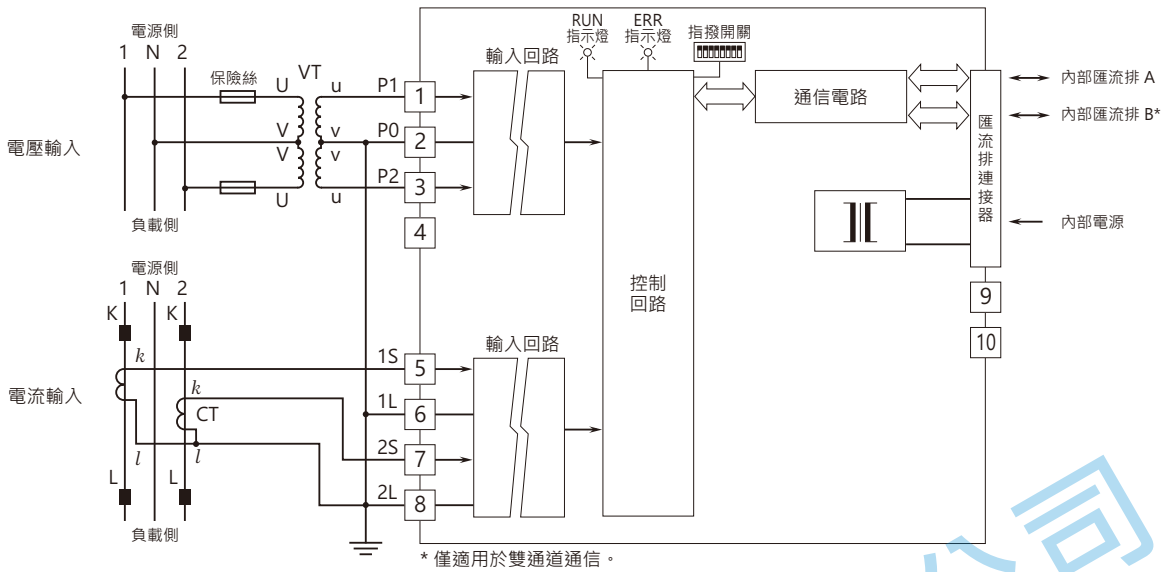 電源側
1 N 2
保險絲
U
VT
u
P1
1
V
v
P0
2
V
v
U
u
P2
3
4
電壓輸入
負載側
輸入回路
RUN
指示燈
ERR
指示燈
指撥開關
通信電路
匯流排連接器
內部匯流排 A
內部匯流排 B*
內部電源
控制
回路
9
10
電源側
1 N 2
K
K
k
k
1S
5
電流輸入
CT
1L
6
l
l
2S
7
L
L
2L
8
負載側
輸入回路
* 僅適用於雙通道通信。
公司